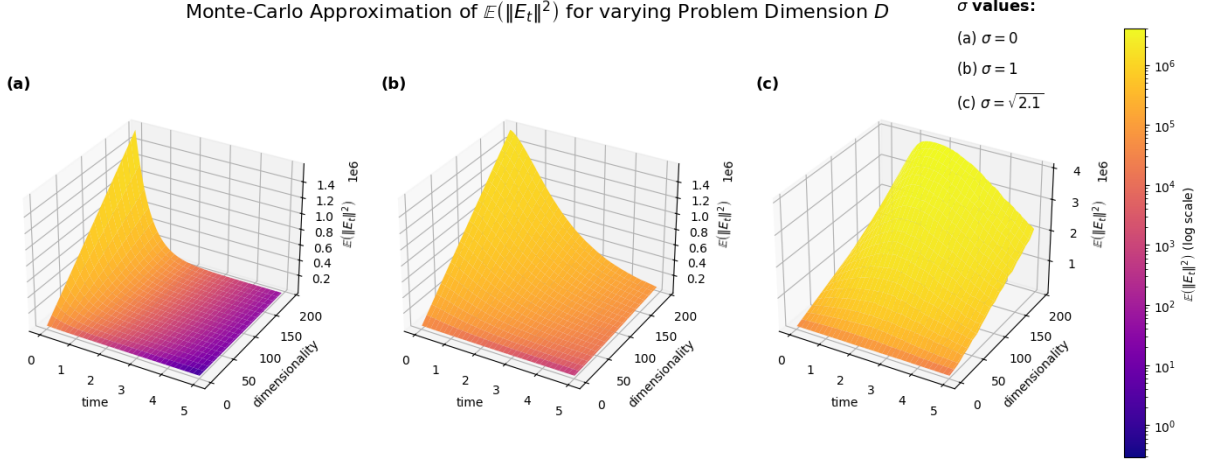 Monte-Carlo Approximation of 𝔼(‖E_t‖²) for varying Problem Dimension D
σ values:
(a) σ = 0
(b) σ = 1
(c) σ = √2.1
(a)
1e6
1.4
1.2
1.0
0.8
0.6
0.4
0.2
𝔼(‖E_t‖²)
0
1
2
3
4
5
time
0
50
100
150
200
dimensionality
(b)
1e6
1.4
1.2
1.0
0.8
0.6
0.4
0.2
𝔼(‖E_t‖²)
0
1
2
3
4
5
time
0
50
100
150
200
dimensionality
(c)
1e6
4
3
2
1
𝔼(‖E_t‖²)
0
1
2
3
4
5
time
0
50
100
150
200
dimensionality
10⁶
10⁵
10⁴
10³
10²
10¹
10⁰
𝔼(‖E_t‖²) (log scale)